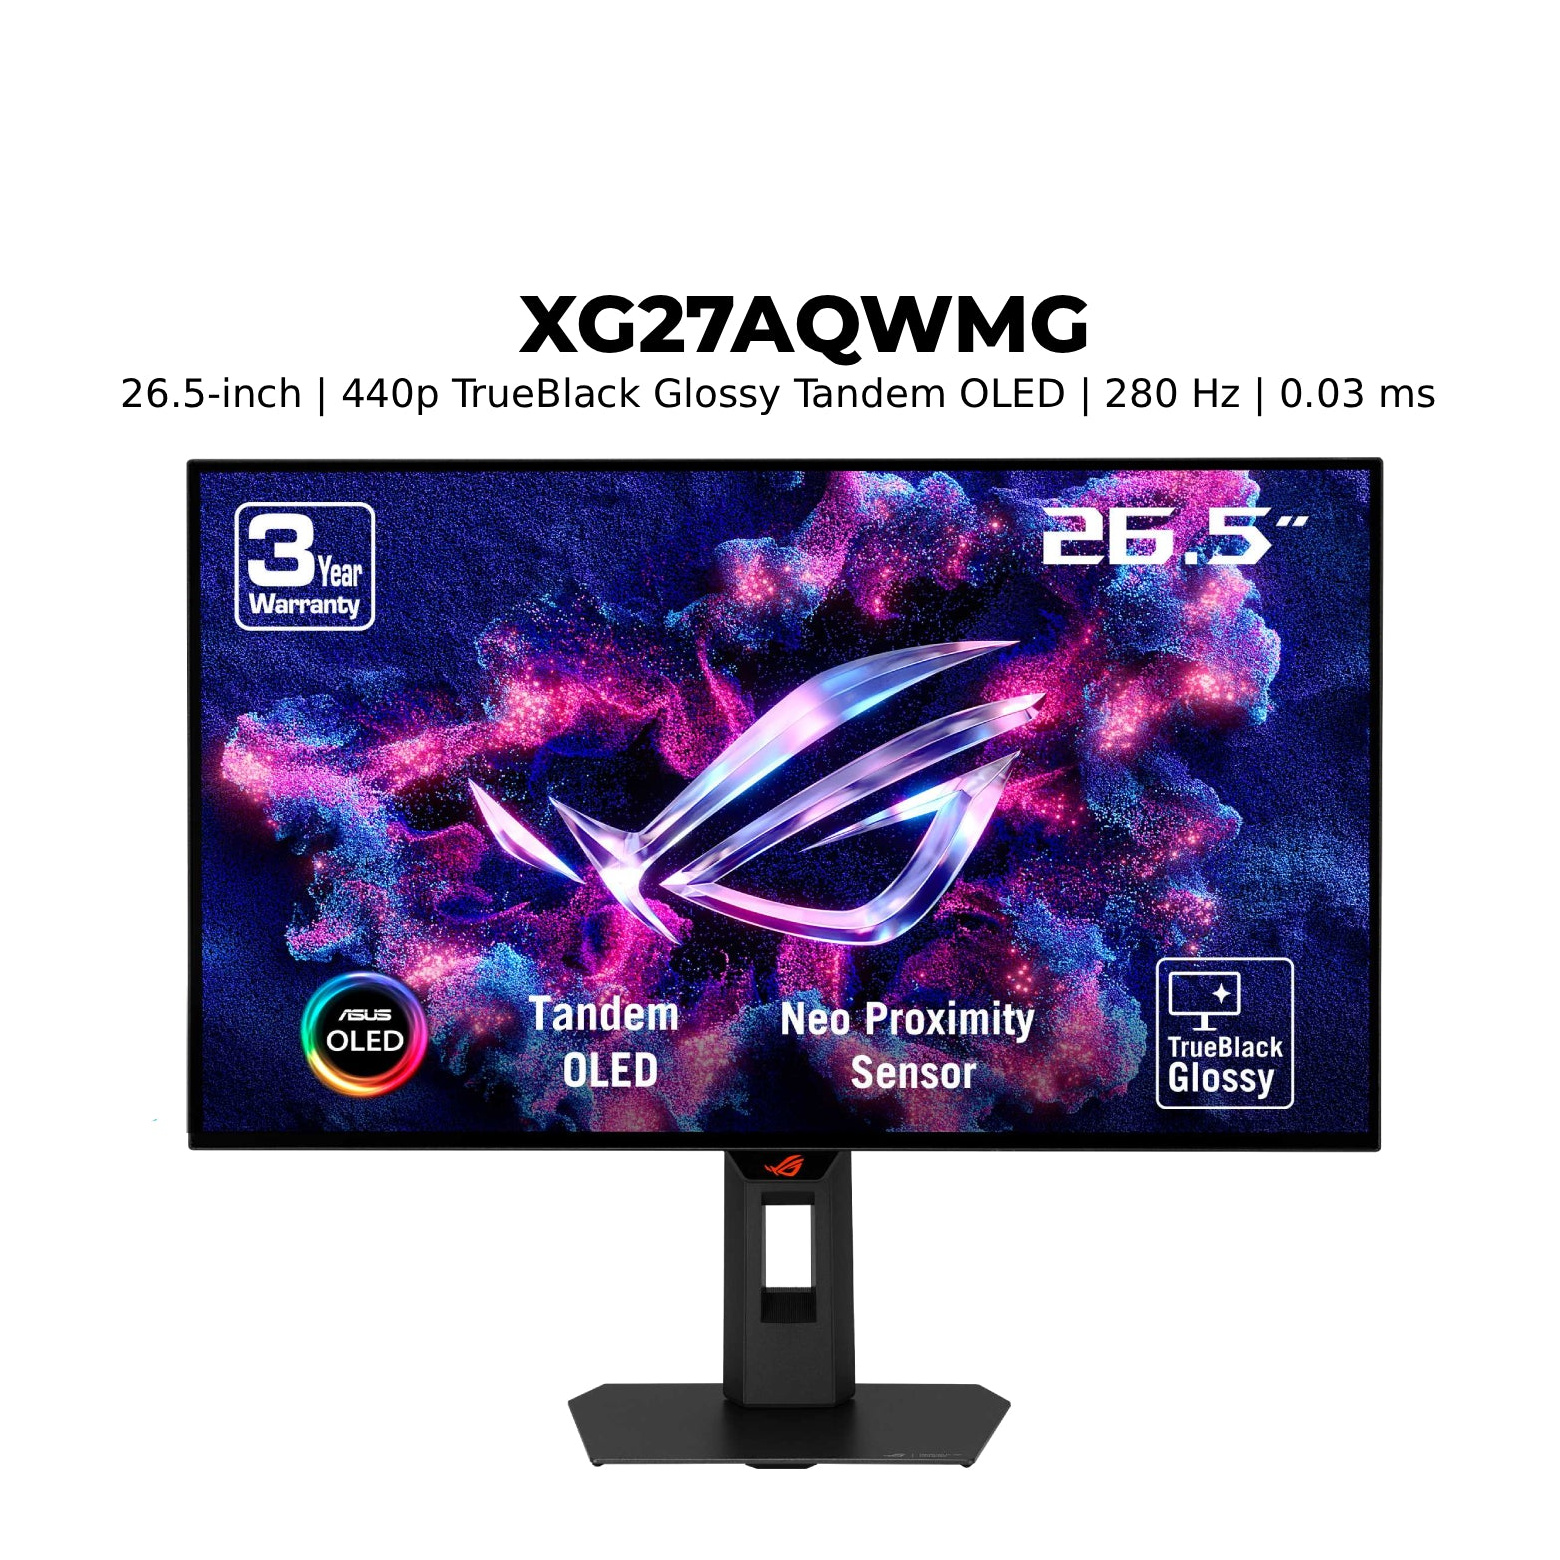 XG27AQWMG
26.5-inch | 440p TrueBlack Glossy Tandem OLED | 280 Hz | 0.03 ms
3 Year
Warranty
26.5"
ASUS
OLED
Tandem
OLED
Neo Proximity
Sensor
TrueBlack
Glossy